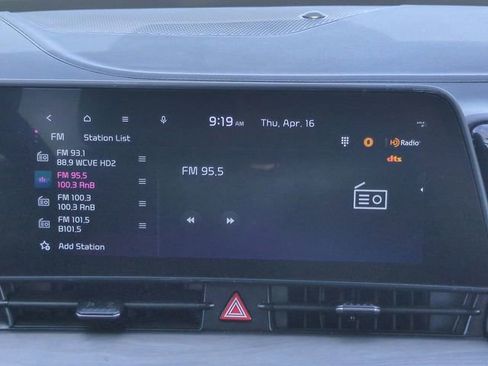 9:19 AM Thu, Apr. 16
FM Station List
HD Radio
dts
FM 93.1
88.9 WCVE HD2
FM 95.5
100.3 RnB
FM 95.5
FM 100.3
100.3 RnB
FM 101.5
B101.5
Add Station